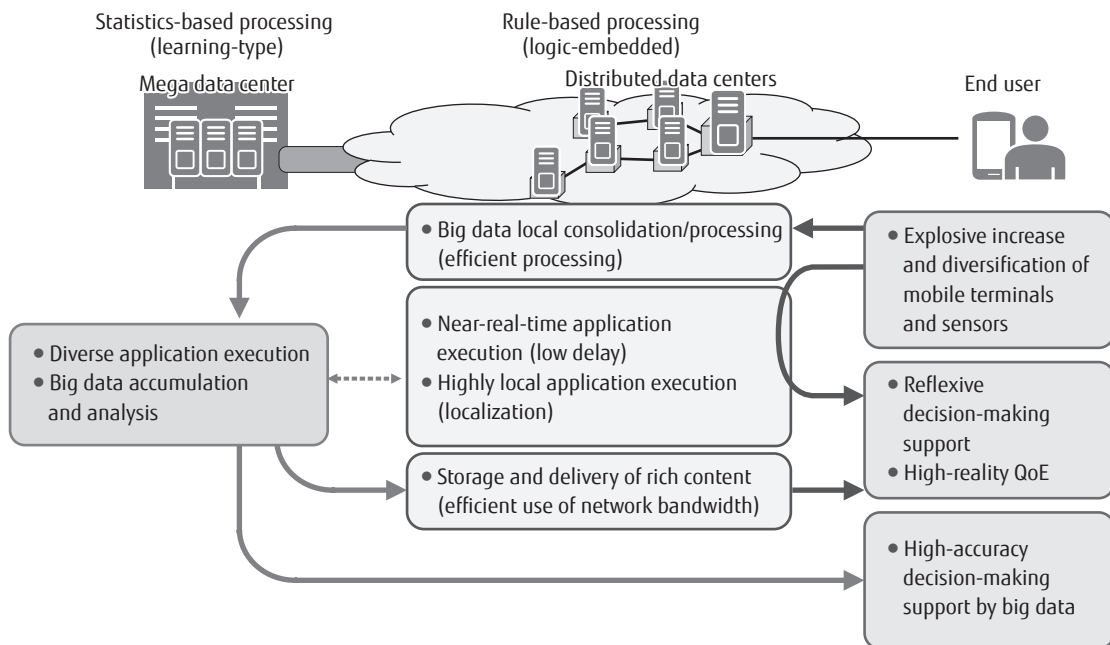 Statistics-based processing
(learning-type)
Mega data center
Rule-based processing
(logic-embedded)
Distributed data centers
End user
• Big data local consolidation/processing
(efficient processing)
• Explosive increase
and diversification of
mobile terminals
and sensors
• Diverse application execution
• Big data accumulation
and analysis
• Near-real-time application
execution (low delay)
• Highly local application execution
(localization)
• Reflexive
decision-making
support
• High-reality QoE
• Storage and delivery of rich content
(efficient use of network bandwidth)
• High-accuracy
decision-making
support by big data